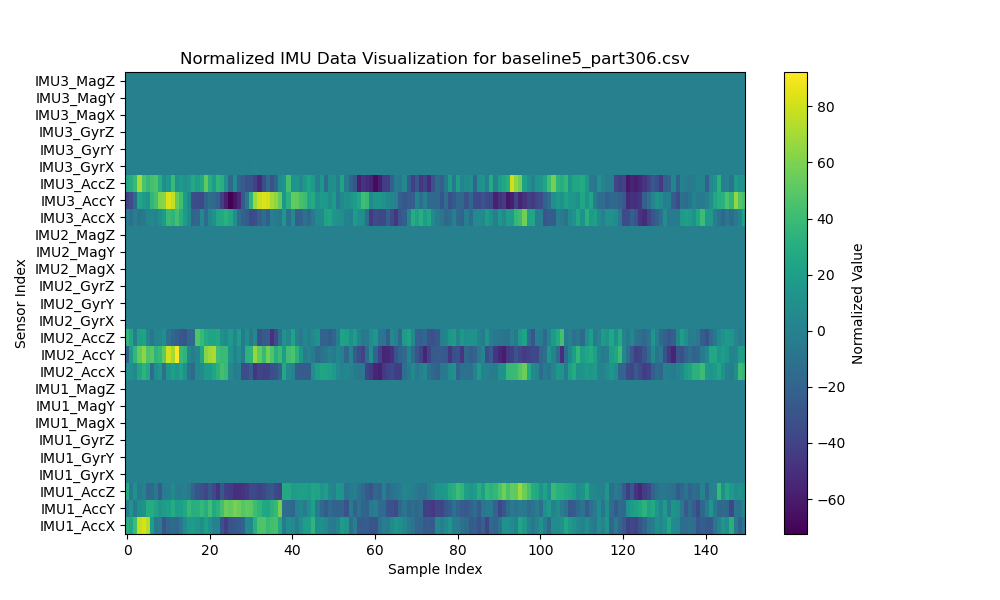 Normalized IMU Data Visualization for baseline5_part306.csv
IMU3_MagZ
IMU3_MagY
IMU3_MagX
IMU3_GyrZ
IMU3_GyrY
IMU3_GyrX
IMU3_AccZ
IMU3_AccY
IMU3_AccX
IMU2_MagZ
IMU2_MagY
IMU2_MagX
IMU2_GyrZ
IMU2_GyrY
IMU2_GyrX
IMU2_AccZ
IMU2_AccY
IMU2_AccX
IMU1_MagZ
IMU1_MagY
IMU1_MagX
IMU1_GyrZ
IMU1_GyrY
IMU1_GyrX
IMU1_AccZ
IMU1_AccY
IMU1_AccX
Sensor Index
0 20 40 60 80 100 120 140
Sample Index
80
60
40
20
0
−20
−40
−60
Normalized Value